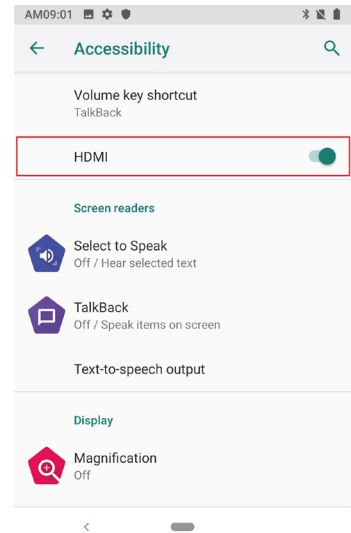 AM09:01
Accessibility
Volume key shortcut
TalkBack
HDMI
Screen readers
Select to Speak
Off / Hear selected text
TalkBack
Off / Speak items on screen
Text-to-speech output
Display
Magnification
Off